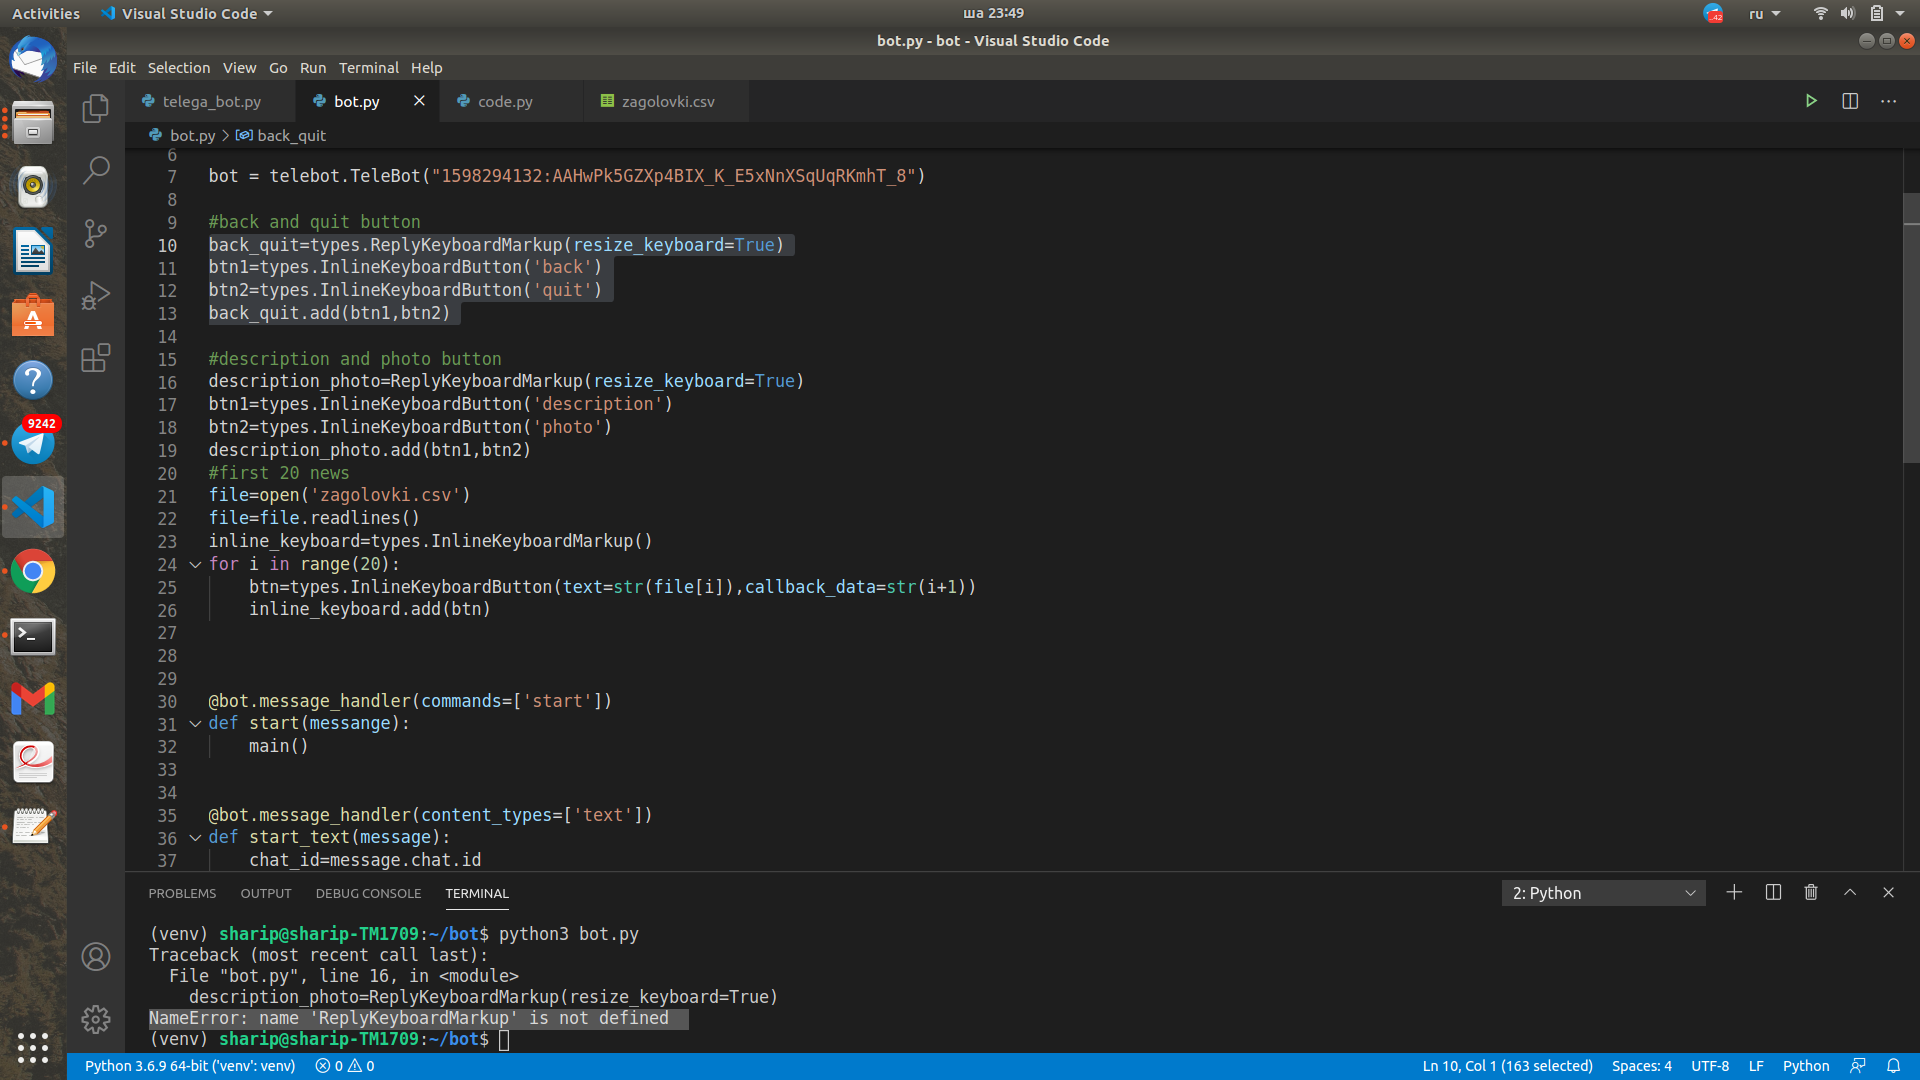 Activities Visual Studio Code ша 23:49 42 ru
bot.py - bot - Visual Studio Code
File Edit Selection View Go Run Terminal Help
telega_bot.py bot.py code.py zagolovki.csv
bot.py > back_quit
6
7 bot = telebot.TeleBot("1598294132:AAHwPk5GZXp4BIX_K_E5xNnXSqUqRKmhT_8")
8
9 #back and quit button
10 back_quit=types.ReplyKeyboardMarkup(resize_keyboard=True)
11 btn1=types.InlineKeyboardButton('back')
12 btn2=types.InlineKeyboardButton('quit')
13 back_quit.add(btn1,btn2)
14
15 #description and photo button
16 description_photo=ReplyKeyboardMarkup(resize_keyboard=True)
17 btn1=types.InlineKeyboardButton('description')
18 btn2=types.InlineKeyboardButton('photo')
19 description_photo.add(btn1,btn2)
20 #first 20 news
21 file=open('zagolovki.csv')
22 file=file.readlines()
23 inline_keyboard=types.InlineKeyboardMarkup()
24 for i in range(20):
25 btn=types.InlineKeyboardButton(text=str(file[i]),callback_data=str(i+1))
26 inline_keyboard.add(btn)
27
28
29
30 @bot.message_handler(commands=['start'])
31 def start(messange):
32 main()
33
34
35 @bot.message_handler(content_types=['text'])
36 def start_text(message):
37 chat_id=message.chat.id
9242
PROBLEMS OUTPUT DEBUG CONSOLE TERMINAL 2: Python
(venv) sharip@sharip-TM1709:~/bot$ python3 bot.py
Traceback (most recent call last):
File "bot.py", line 16, in <module>
description_photo=ReplyKeyboardMarkup(resize_keyboard=True)
NameError: name 'ReplyKeyboardMarkup' is not defined
(venv) sharip@sharip-TM1709:~/bot$
Python 3.6.9 64-bit ('venv': venv) 0 0 Ln 10, Col 1 (163 selected) Spaces: 4 UTF-8 LF Python